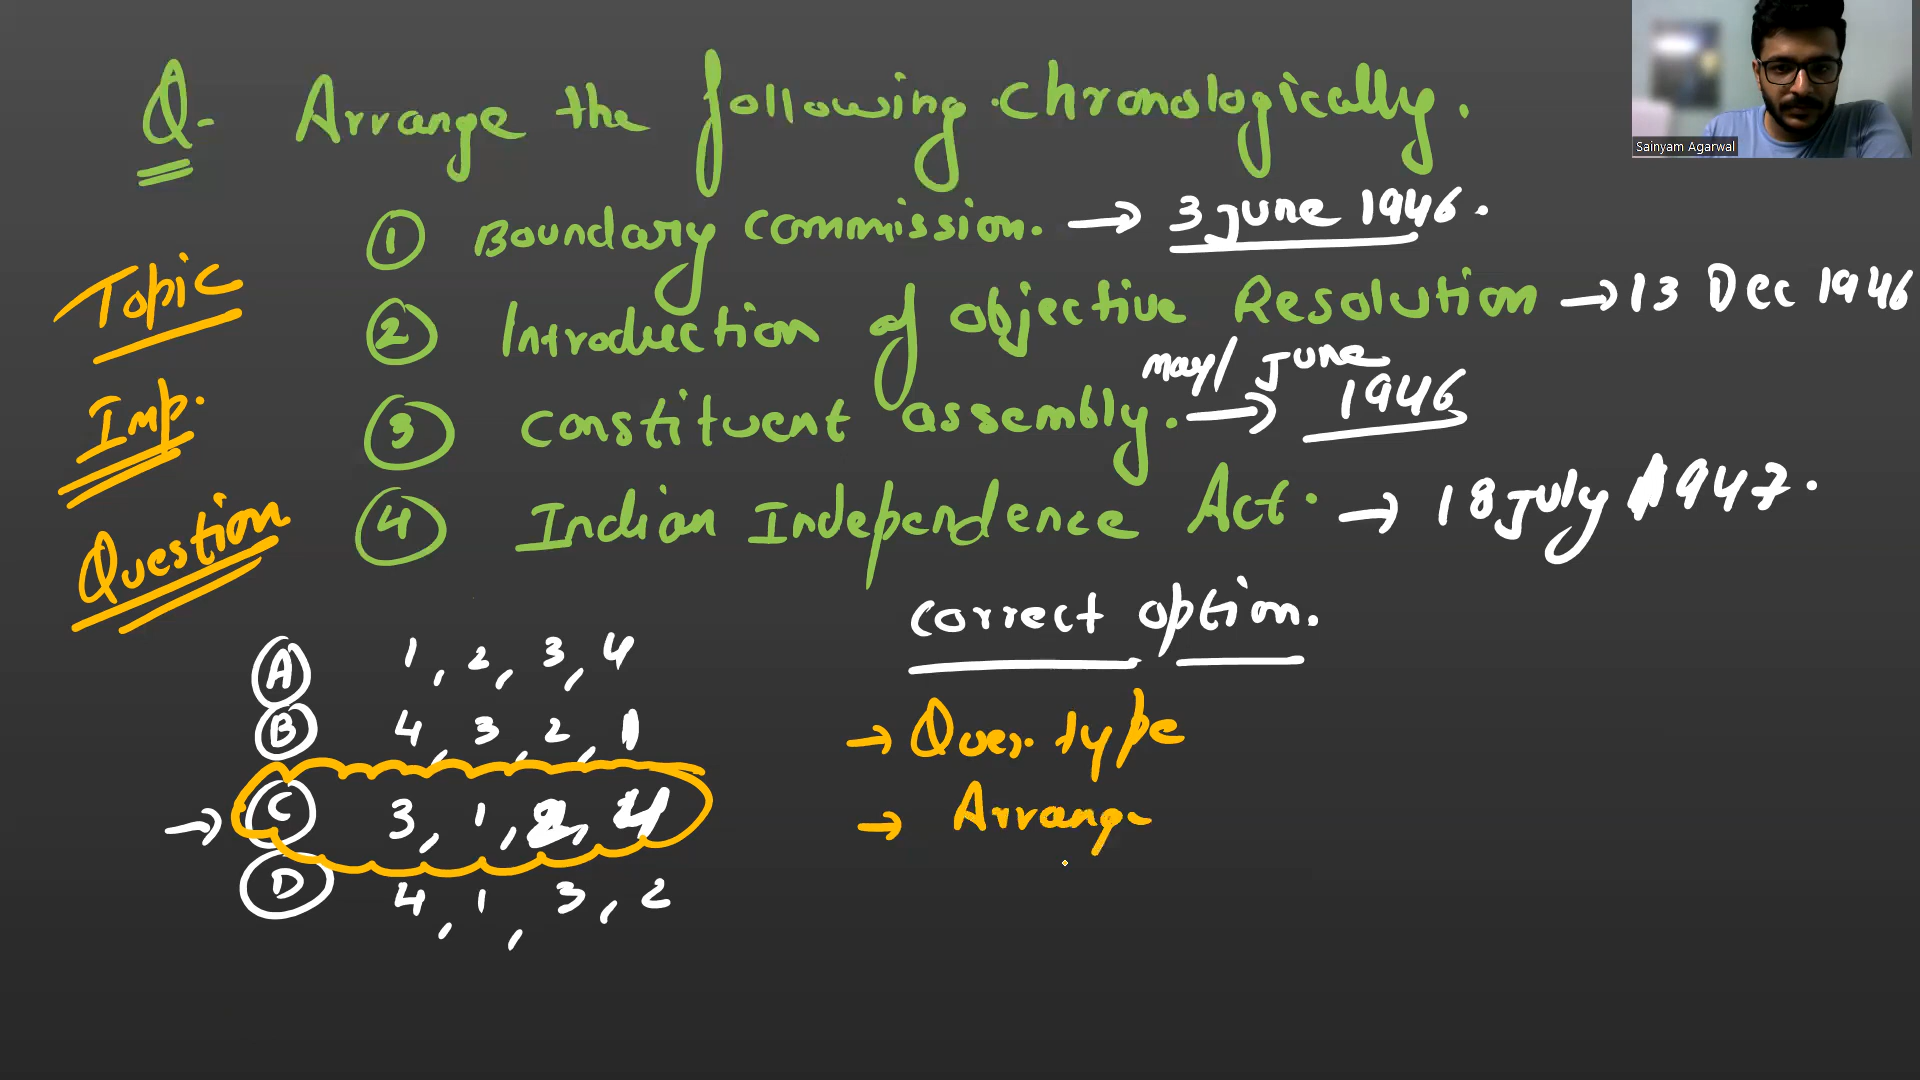 Sainyam Agarwal
Q. Arrange the following chronologically.
① Boundary commission. → 3 june 1946.
② Introduction of objective Resolution → 13 Dec 1946
③ constituent assembly. → may/june 1946
④ Indian Independence Act. → 18 july 1947.
Topic
Imp.
Question
correct option.
Ⓐ 1, 2, 3, 4
Ⓑ 4, 3, 2, 1
→ Ⓒ 3, 1, 2, 4
Ⓓ 4, 1, 3, 2
→ Ques. type
→ Arrange